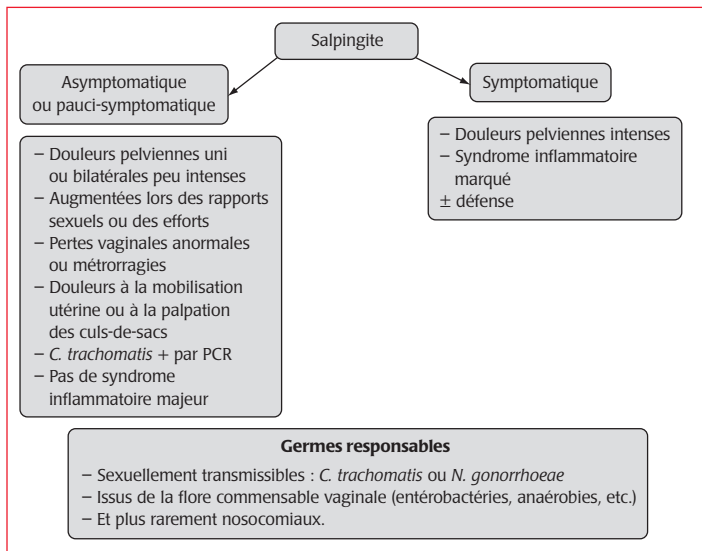 Salpingite
Asymptomatique
ou pauci-symptomatique
Symptomatique
– Douleurs pelviennes uni
ou bilatérales peu intenses
– Augmentées lors des rapports
sexuels ou des efforts
– Pertes vaginales anormales
ou métrorragies
– Douleurs à la mobilisation
utérine ou à la palpation
des culs-de-sacs
– C. trachomatis + par PCR
– Pas de syndrome
inflammatoire majeur
– Douleurs pelviennes intenses
– Syndrome inflammatoire
marqué
± défense
Germes responsables
– Sexuellement transmissibles : C. trachomatis ou N. gonorrhoeae
– Issus de la flore commensable vaginale (entérobactéries, anaérobies, etc.)
– Et plus rarement nosocomiaux.